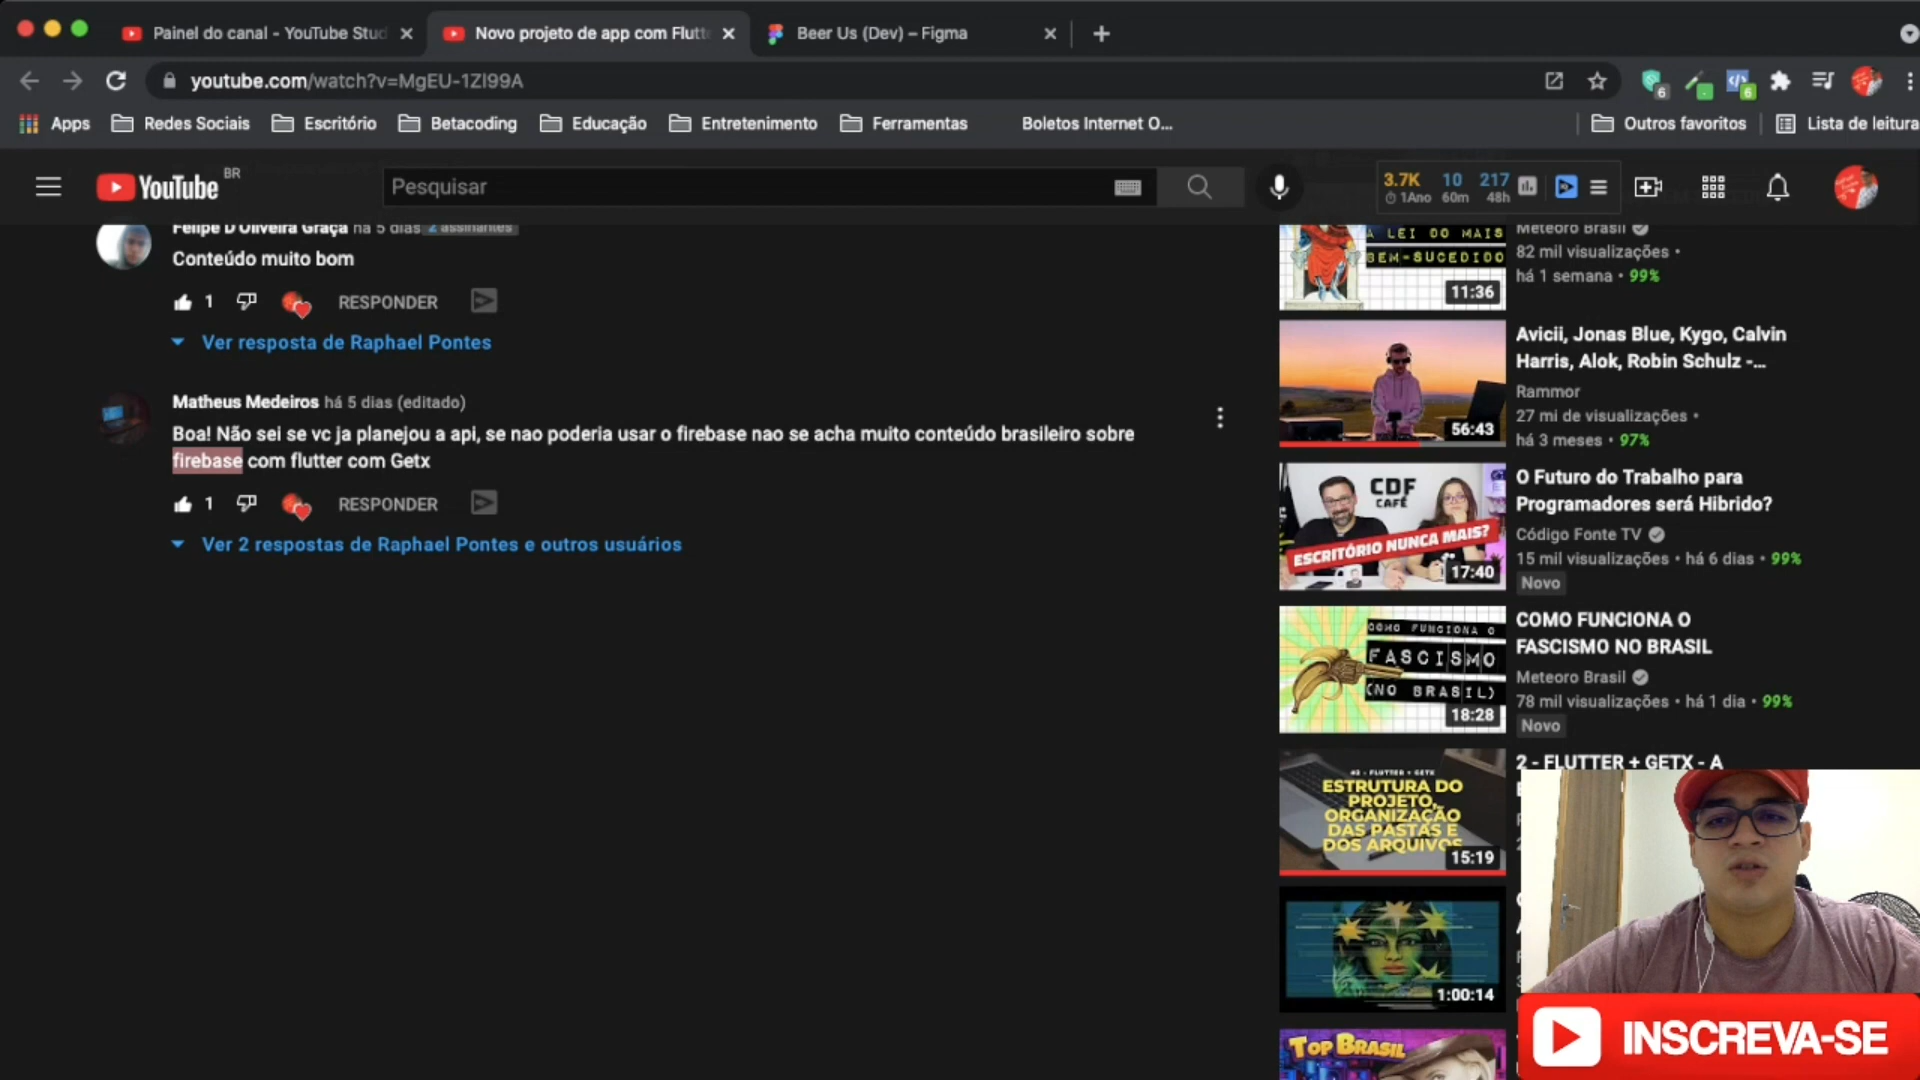 Painel do canal - YouTube Stud
Novo projeto de app com Flutt
Beer Us (Dev) – Figma
youtube.com/watch?v=MgEU-1ZI99A
6
6
Apps
Redes Sociais
Escritório
Betacoding
Educação
Entretenimento
Ferramentas
Boletos Internet O...
Outros favoritos
Lista de leitura
YouTube BR
Pesquisar
3.7K 10 217
1Ano 60m 48h
Felipe D'Oliveira Graça há 5 dias 2 assinantes
Conteúdo muito bom
1 RESPONDER
Ver resposta de Raphael Pontes
Matheus Medeiros há 5 dias (editado)
Boa! Não sei se vc ja planejou a api, se nao poderia usar o firebase nao se acha muito conteúdo brasileiro sobre
firebase com flutter com Getx
1 RESPONDER
Ver 2 respostas de Raphael Pontes e outros usuários
A LEI DO MAIS
BEM-SUCEDIDO
11:36
Meteoro Brasil
82 mil visualizações •
há 1 semana • 99%
56:43
Avicii, Jonas Blue, Kygo, Calvin
Harris, Alok, Robin Schulz -...
Rammor
27 mi de visualizações •
há 3 meses • 97%
CDF
CAFÉ
ESCRITÓRIO NUNCA MAIS?
17:40
O Futuro do Trabalho para
Programadores será Hibrido?
Código Fonte TV
15 mil visualizações • há 6 dias • 99%
Novo
COMO FUNCIONA O
FASCISMO
(NO BRASIL)
18:28
COMO FUNCIONA O
FASCISMO NO BRASIL
Meteoro Brasil
78 mil visualizações • há 1 dia • 99%
Novo
#2 - FLUTTER + GETX
ESTRUTURA DO
PROJETO,
ORGANIZAÇÃO
DAS PASTAS E
DOS ARQUIVOS
15:19
2 - FLUTTER + GETX - A
1:00:14
TOP BRASIL
INSCREVA-SE